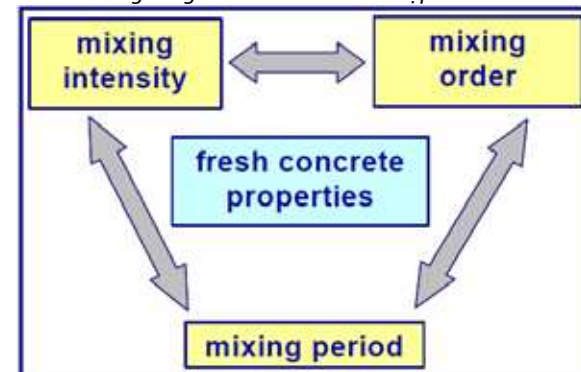 mixing
intensity
mixing
order
fresh concrete
properties
mixing period